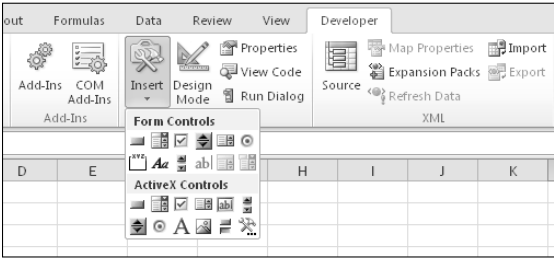 out Formulas Data Review View Developer
Properties Map Properties Import
View Code Expansion Packs Export
Add-Ins COM Add-Ins Insert Design Mode Run Dialog Source Refresh Data
Add-Ins XML
Form Controls
XYZ Aa ab|
ActiveX Controls
ab|
A
D E H I J K